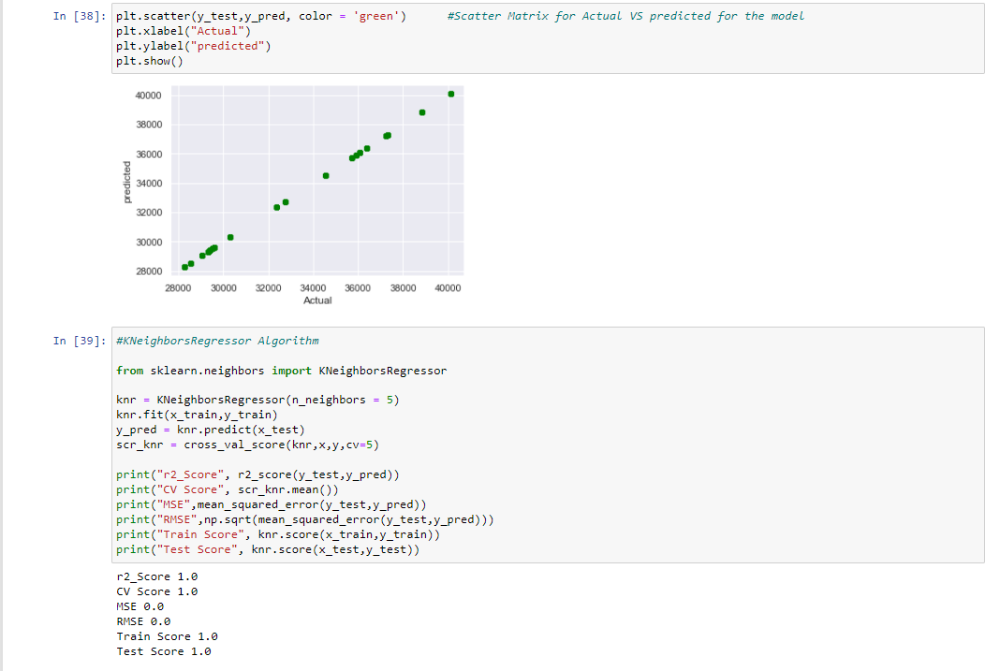 In [38]: plt.scatter(y_test,y_pred, color = 'green')      #Scatter Matrix for Actual VS predicted for the model
plt.xlabel("Actual")
plt.ylabel("predicted")
plt.show()
40000
38000
36000
34000
32000
30000
28000
predicted
28000 30000 32000 34000 36000 38000 40000
Actual
In [39]: #KNeighborsRegressor Algorithm
from sklearn.neighbors import KNeighborsRegressor
knr = KNeighborsRegressor(n_neighbors = 5)
knr.fit(x_train,y_train)
y_pred = knr.predict(x_test)
scr_knr = cross_val_score(knr,x,y,cv=5)
print("r2_Score", r2_score(y_test,y_pred))
print("CV Score", scr_knr.mean())
print("MSE",mean_squared_error(y_test,y_pred))
print("RMSE",np.sqrt(mean_squared_error(y_test,y_pred)))
print("Train Score", knr.score(x_train,y_train))
print("Test Score", knr.score(x_test,y_test))
r2_Score 1.0
CV Score 1.0
MSE 0.0
RMSE 0.0
Train Score 1.0
Test Score 1.0